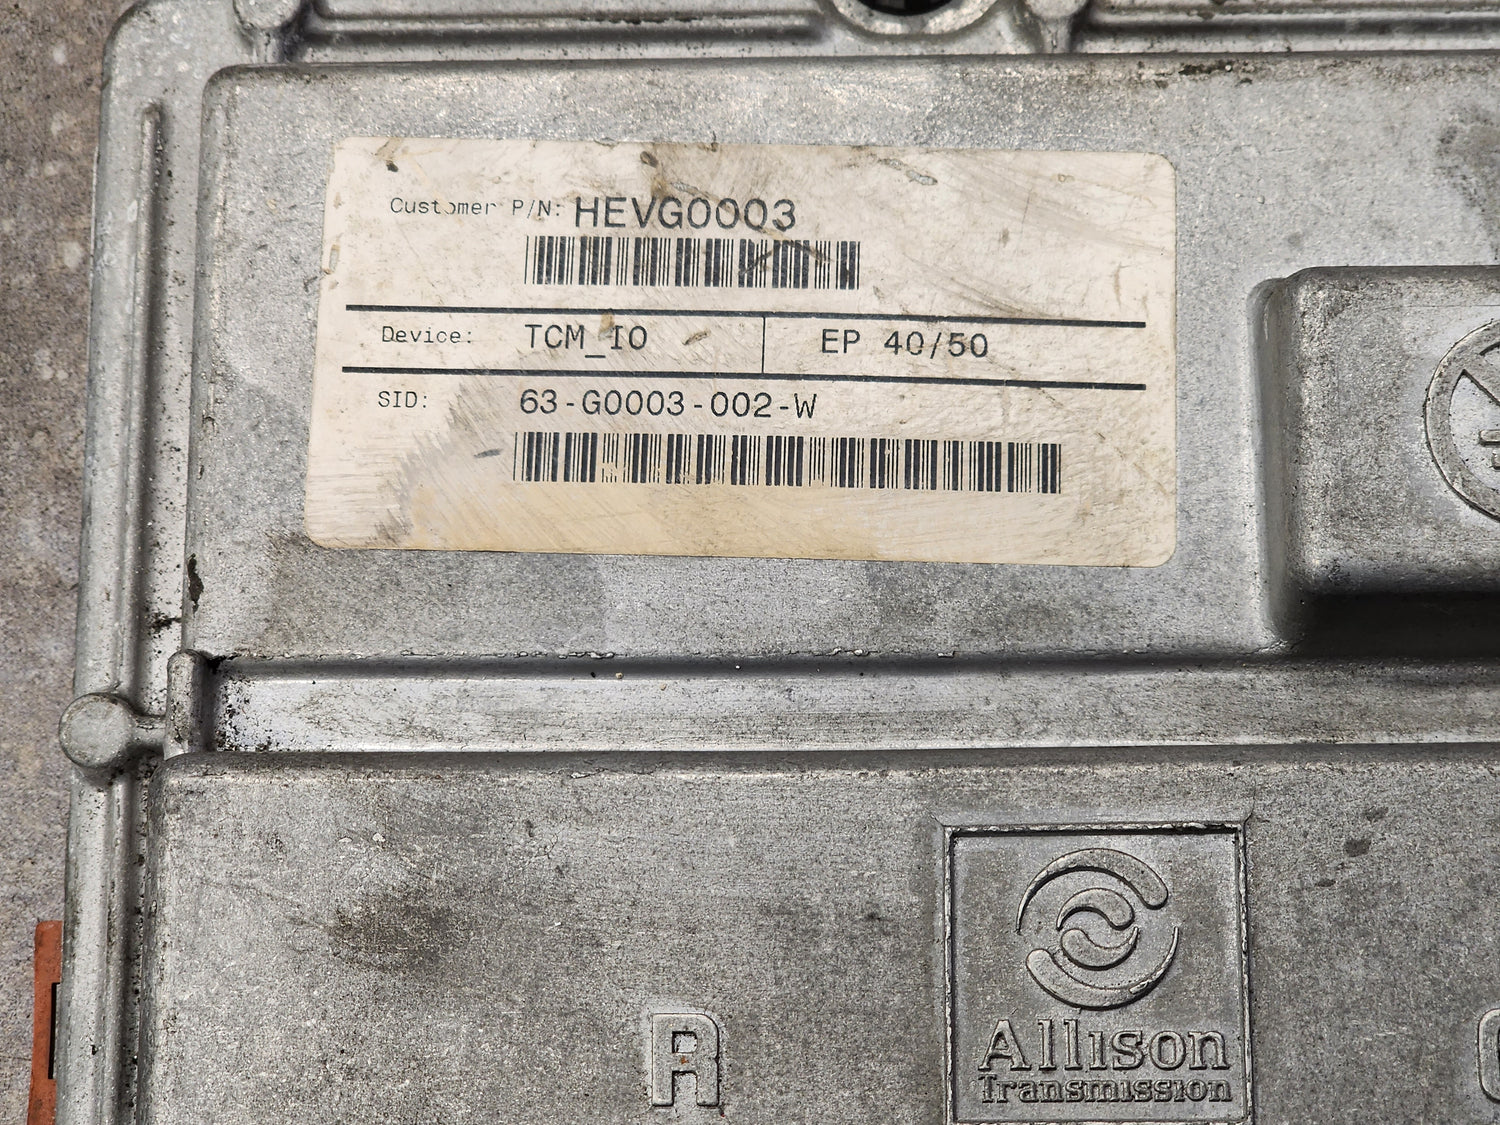 Customer P/N: HEVG0003
Device: TCM_IO EP 40/50
SID: 63-G0003-002-W
R
Allison
Transmission